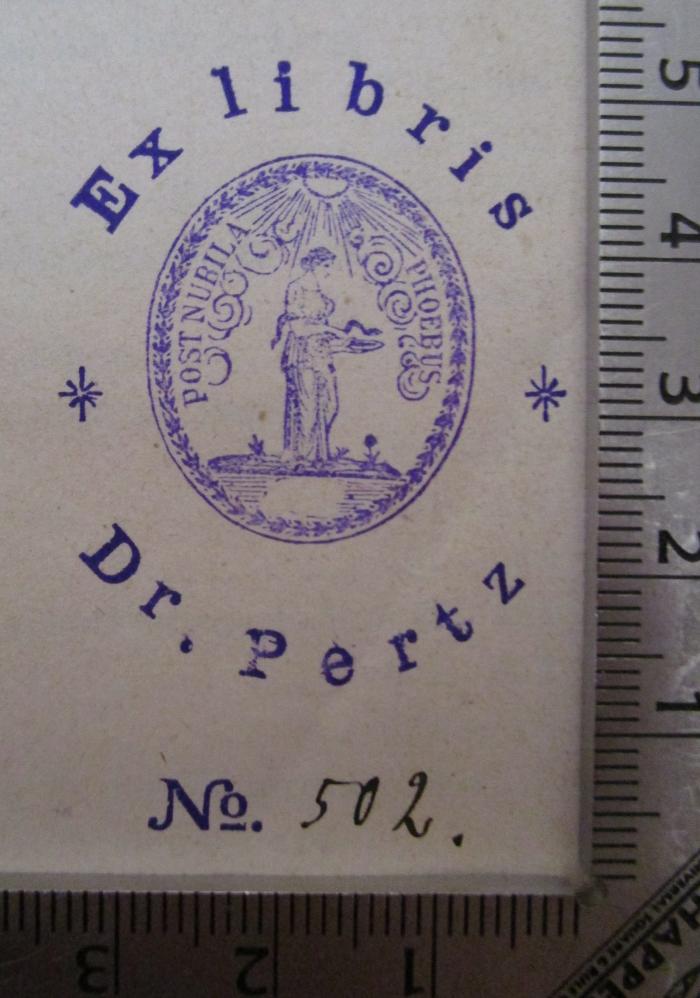 Ex libris
POST NUBILA
PHOEBUS
Dr. Pertz
No. 502.
5
4
3
2
1
3
2
1